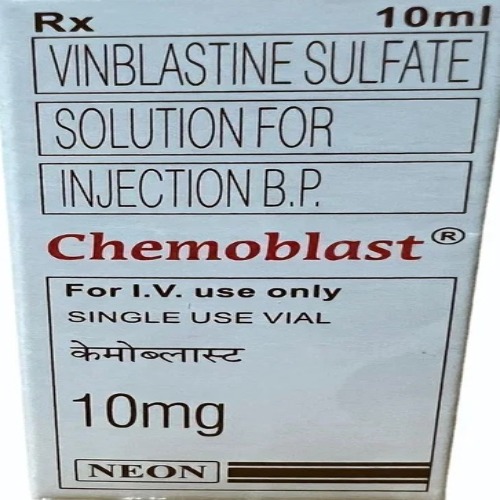 Rx 10ml
VINBLASTINE SULFATE
SOLUTION FOR
INJECTION B.P.
Chemoblast®
For I.V. use only
SINGLE USE VIAL
केमोब्लास्ट
10mg
NEON